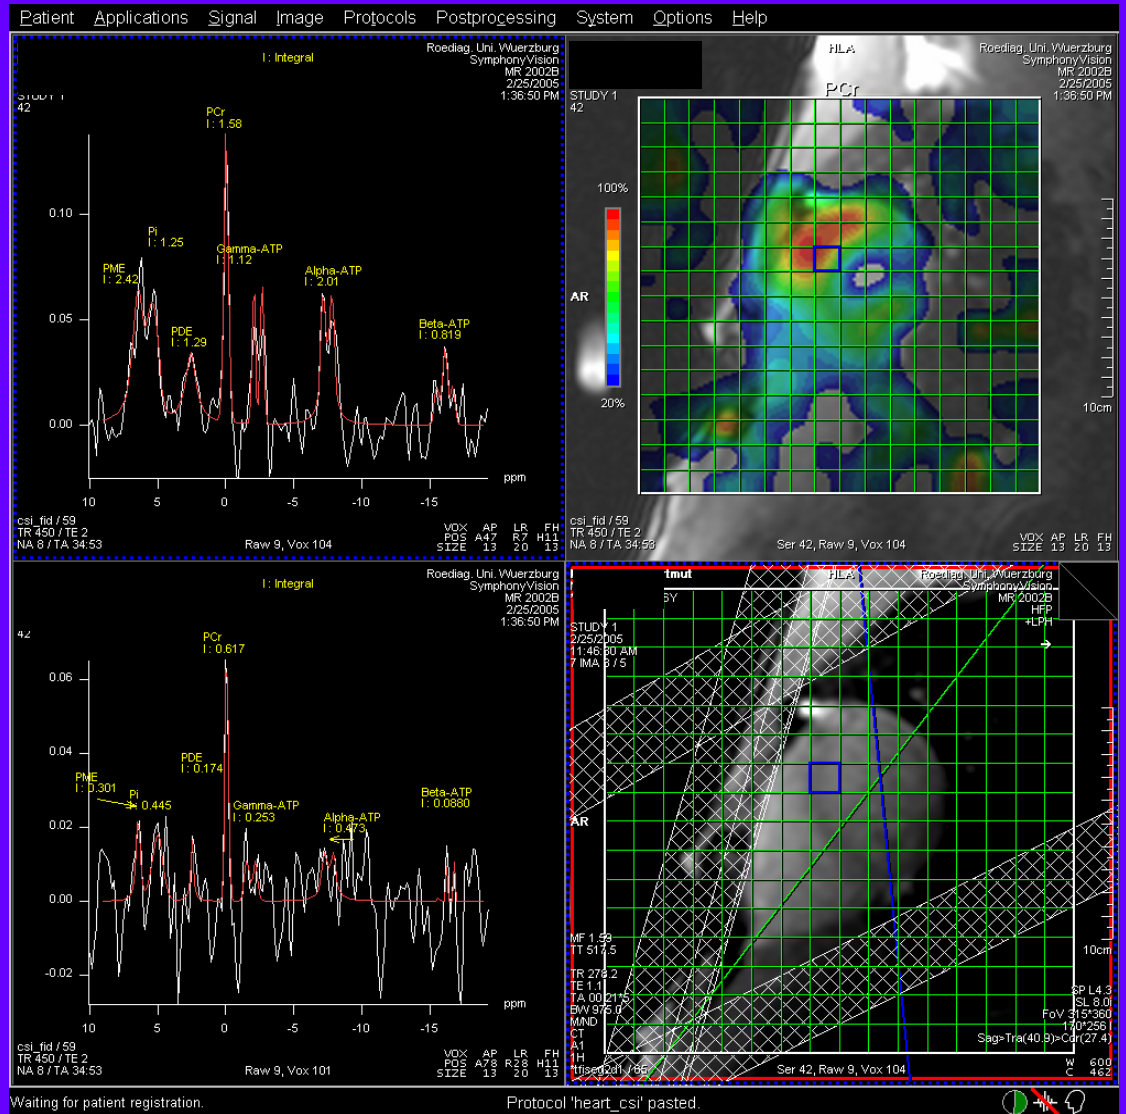 Patient Applications Signal Image Protocols Postprocessing System Options Help
Roediag. Uni. Wuerzburg
SymphonyVision
MR 2002B
2/25/2005
1:36:50 PM
I : Integral
STUDY 1
42
PCr
I : 1.58
Pi
I : 1.25
Gamma-ATP
I : 1.12
PME
I : 2.42
Alpha-ATP
I : 2.01
PDE
I : 1.29
Beta-ATP
I : 0.819
0.10
0.05
0.00
ppm
10 5 0 -5 -10 -15
csi_fid / 59
TR 450 / TE 2
NA 8 / TA 34:53
Raw 9, Vox 104
VOX AP LR FH
POS A47 R7 H11
SIZE 13 20 13
HLA
Roediag. Uni. Wuerzburg
SymphonyVision
MR 2002B
2/25/2005
1:36:50 PM
PCr
STUDY 1
42
100%
AR
20%
10cm
csi_fid / 59
TR 450 / TE 2
NA 8 / TA 34:53
Ser 42, Raw 9, Vox 104
VOX AP LR FH
SIZE 13 20 13
I : Integral
Roediag. Uni. Wuerzburg
SymphonyVision
MR 2002B
2/25/2005
1:36:50 PM
42
PCr
I : 0.617
PDE
I : 0.174
PME
I : 0.301
Pi
0.445
Gamma-ATP
I : 0.253
Alpha-ATP
I : 0.473
Beta-ATP
I : 0.0880
0.06
0.04
0.02
0.00
-0.02
ppm
10 5 0 -5 -10 -15
csi_fid / 59
TR 450 / TE 2
NA 8 / TA 34:53
Raw 9, Vox 101
VOX AP LR FH
POS A78 R28 H11
SIZE 13 20 13
tmut
SY
HLA
Roediag. Uni. Wuerzburg
SymphonyVision
MR 2002B
HFP
+LPH
STUDY 1
2/25/2005
11:46:30 AM
7 IMA 3 / 5
AR
10cm
MF 1.59
TT 517.5
TR 278.2
TE 1.1
TA 00:21*5
BW 975.0
M/ND
CT
A1
1H
*tfiseq2d1 / 65
Ser 42, Raw 9, Vox 104
SP L4.3
SL 8.0
FoV 315*360
170*256 I
Sag>Tra(40.9)>Cor(27.4)
W 600
C 462
Waiting for patient registration.
Protocol 'heart_csi' pasted.